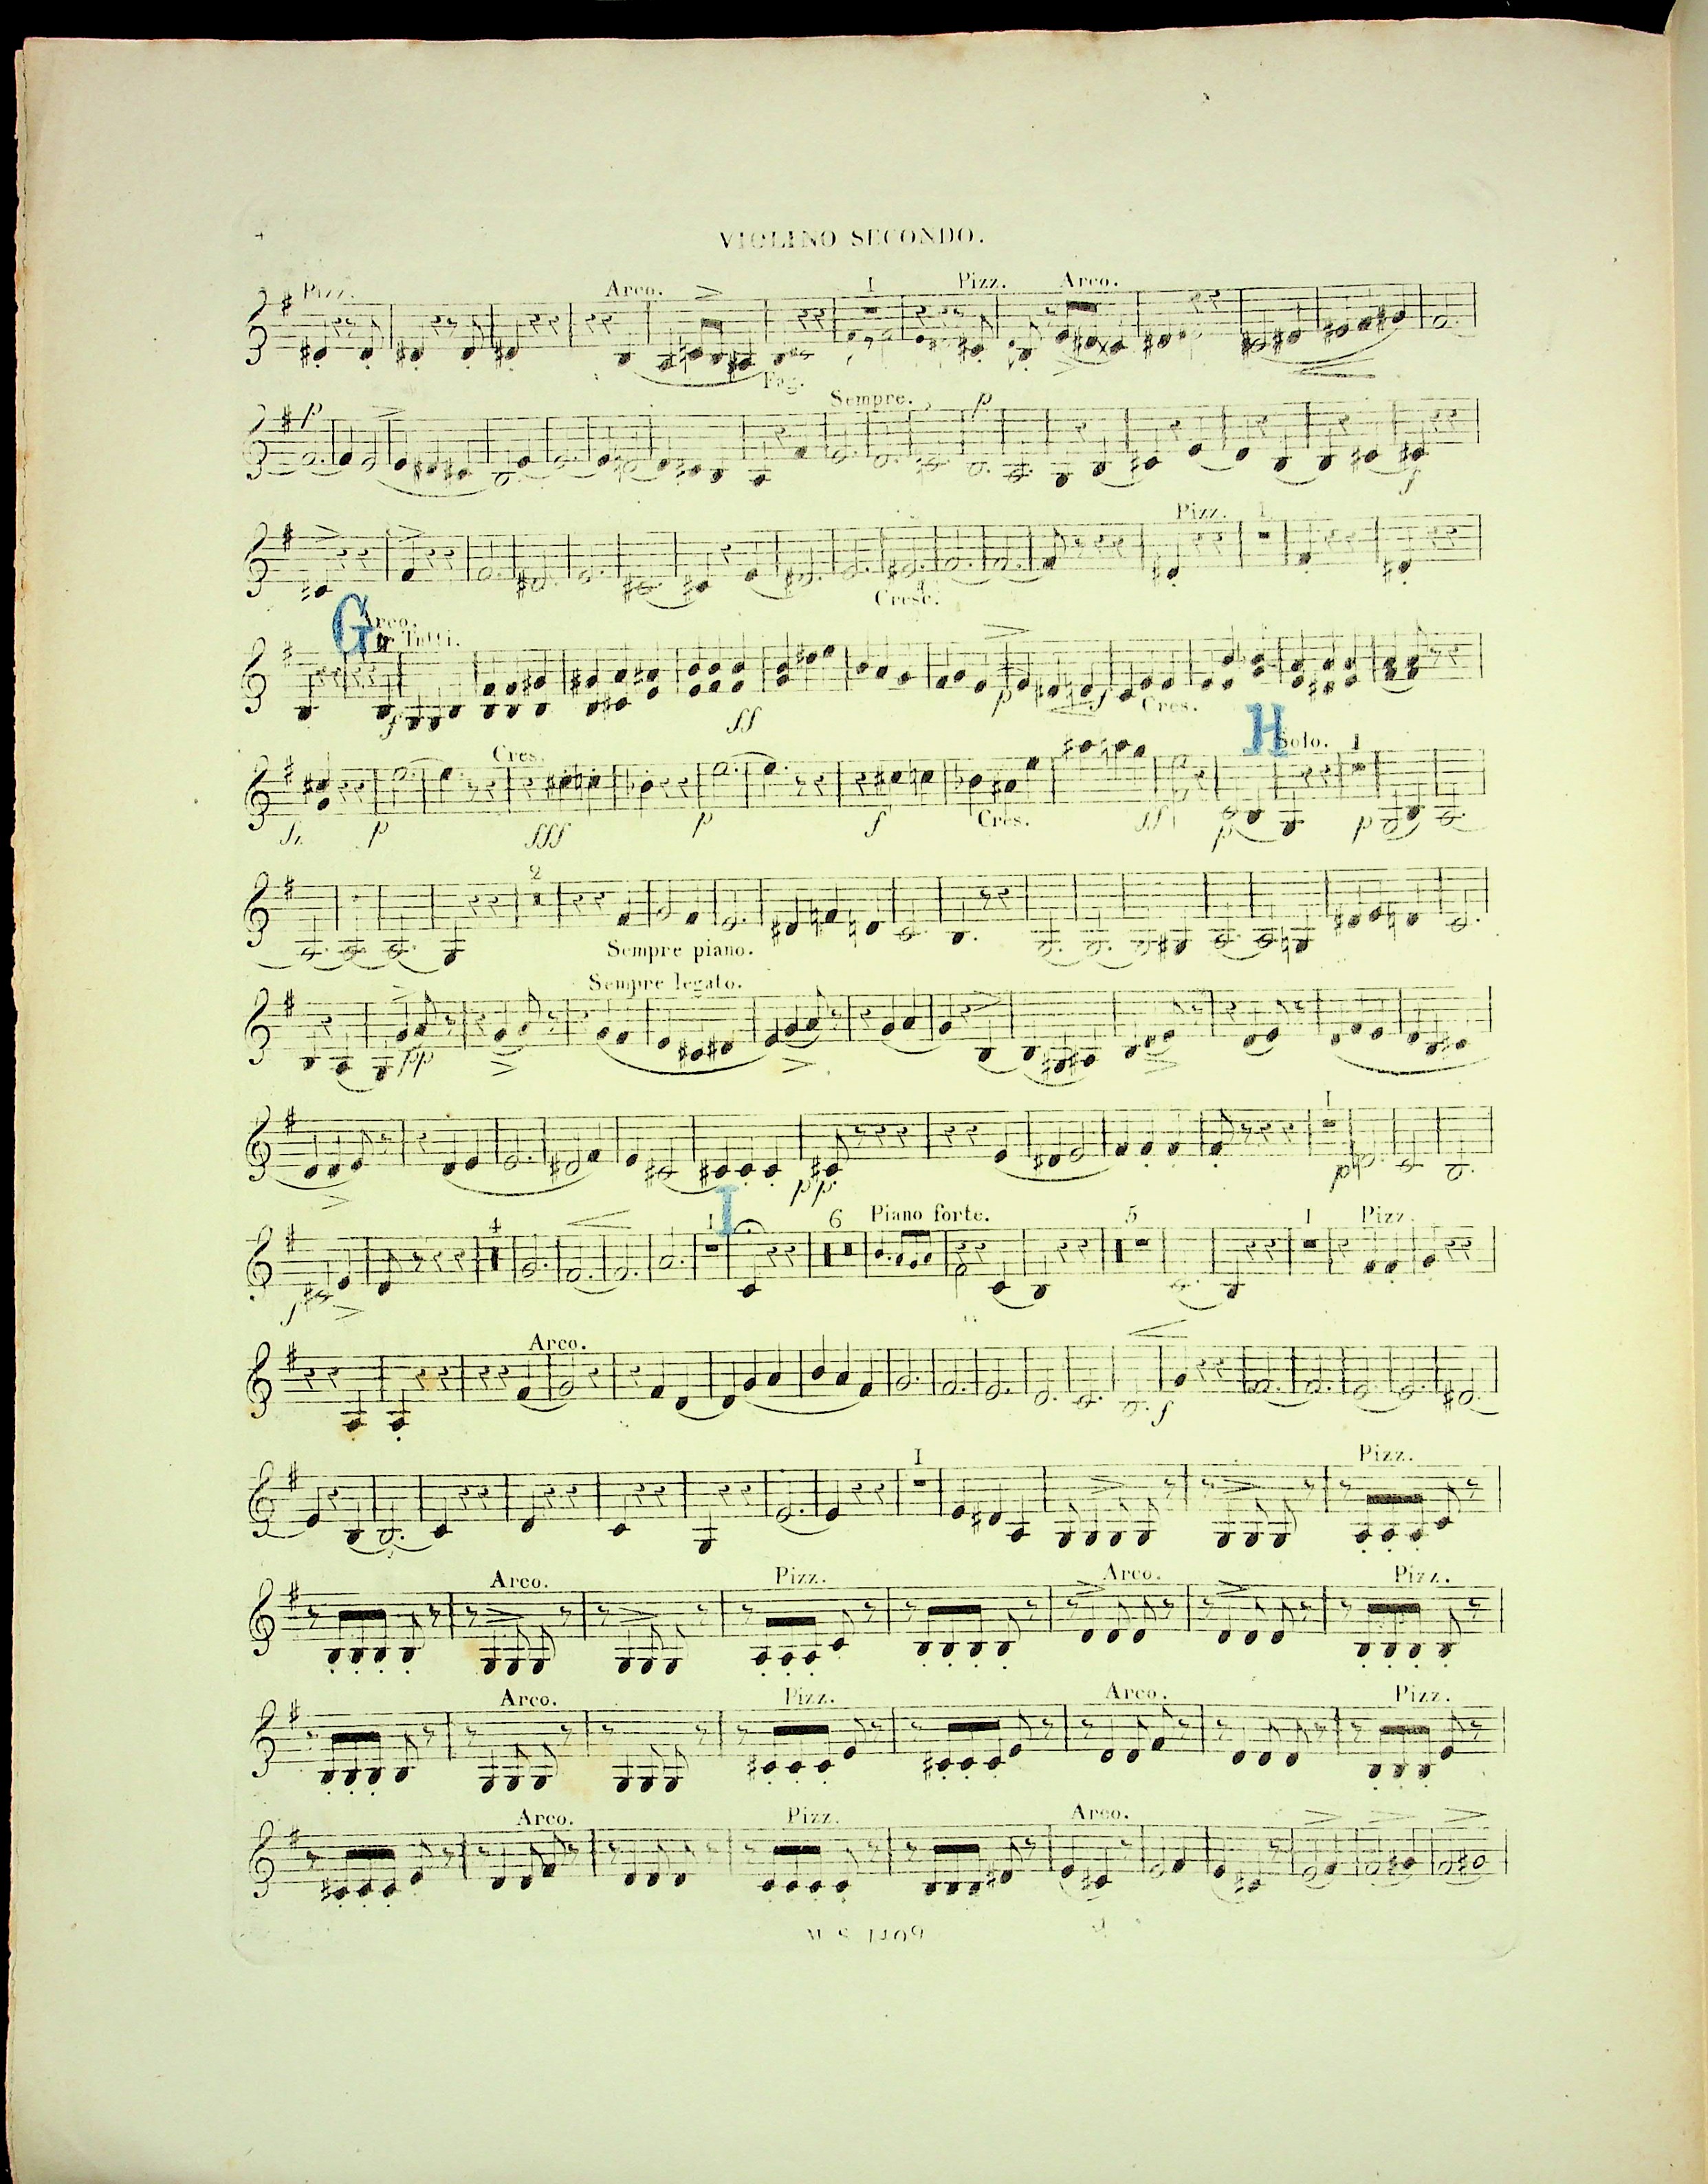 4
VIOLINO SECONDO.
Pizz. Arco. 1 Pizz. Arco.
Fag.
p Sempre. p
f
Pizz. 1
Cresc.
G Arco.
Tutti.
f ff p f Cres.
Cres. H Solo. 1
p fff p f Cres. ff p p
2
Sempre piano.
Sempre legato.
pp
1
pp p
I
4 1 6 Piano forte. 5 1 Pizz.
f
Arco.
f
1 Pizz.
Arco. Pizz. Arco. Pizz.
Arco. Pizz. Arco. Pizz.
Arco. Pizz. Arco.
M S 1409